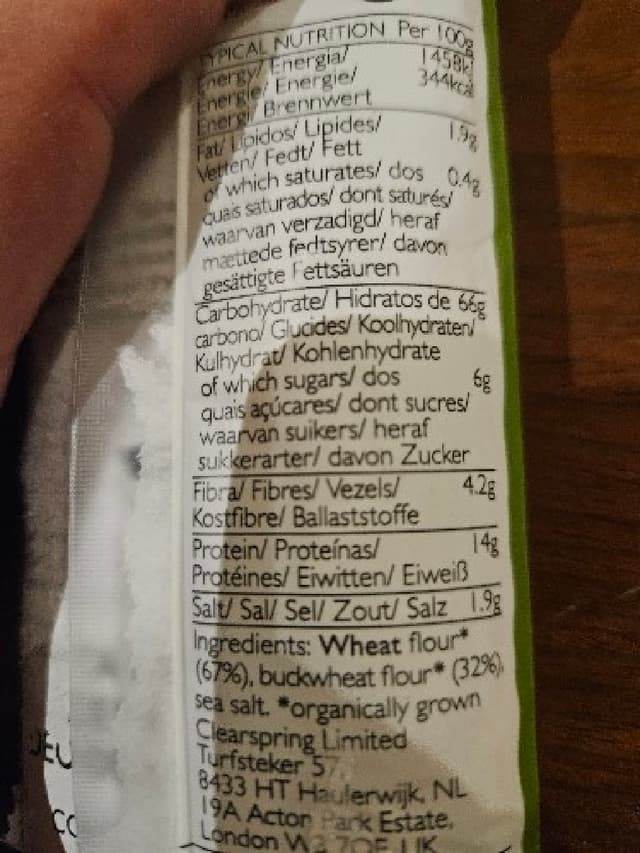 TYPICAL NUTRITION Per 100g
Energy/ Energia/ 1458kJ
Energie/ Energie/ 344kcal
Energi/ Brennwert
Fat/ Lípidos/ Lipides/ 1.9g
Vetten/ Fedt/ Fett
of which saturates/ dos 0.4g
quais saturados/ dont saturés/
waarvan verzadigd/ heraf
mættede fedtsyrer/ davon
gesättigte Fettsäuren
Carbohydrate/ Hidratos de 66g
carbono/ Glucides/ Koolhydraten/
Kulhydrat/ Kohlenhydrate
of which sugars/ dos 6g
quais açúcares/ dont sucres/
waarvan suikers/ heraf
sukkerarter/ davon Zucker
Fibra/ Fibres/ Vezels/ 4.2g
Kostfibre/ Ballaststoffe
Protein/ Proteínas/ 14g
Protéines/ Eiwitten/ Eiweiß
Salt/ Sal/ Sel/ Zout/ Salz 1.9g
Ingredients: Wheat flour*
(67%), buckwheat flour* (32%),
sea salt. *organically grown
Clearspring Limited
Turfsteker 57,
8433 HT Haulerwijk, NL
19A Acton Park Estate,
London W3 7QE UK